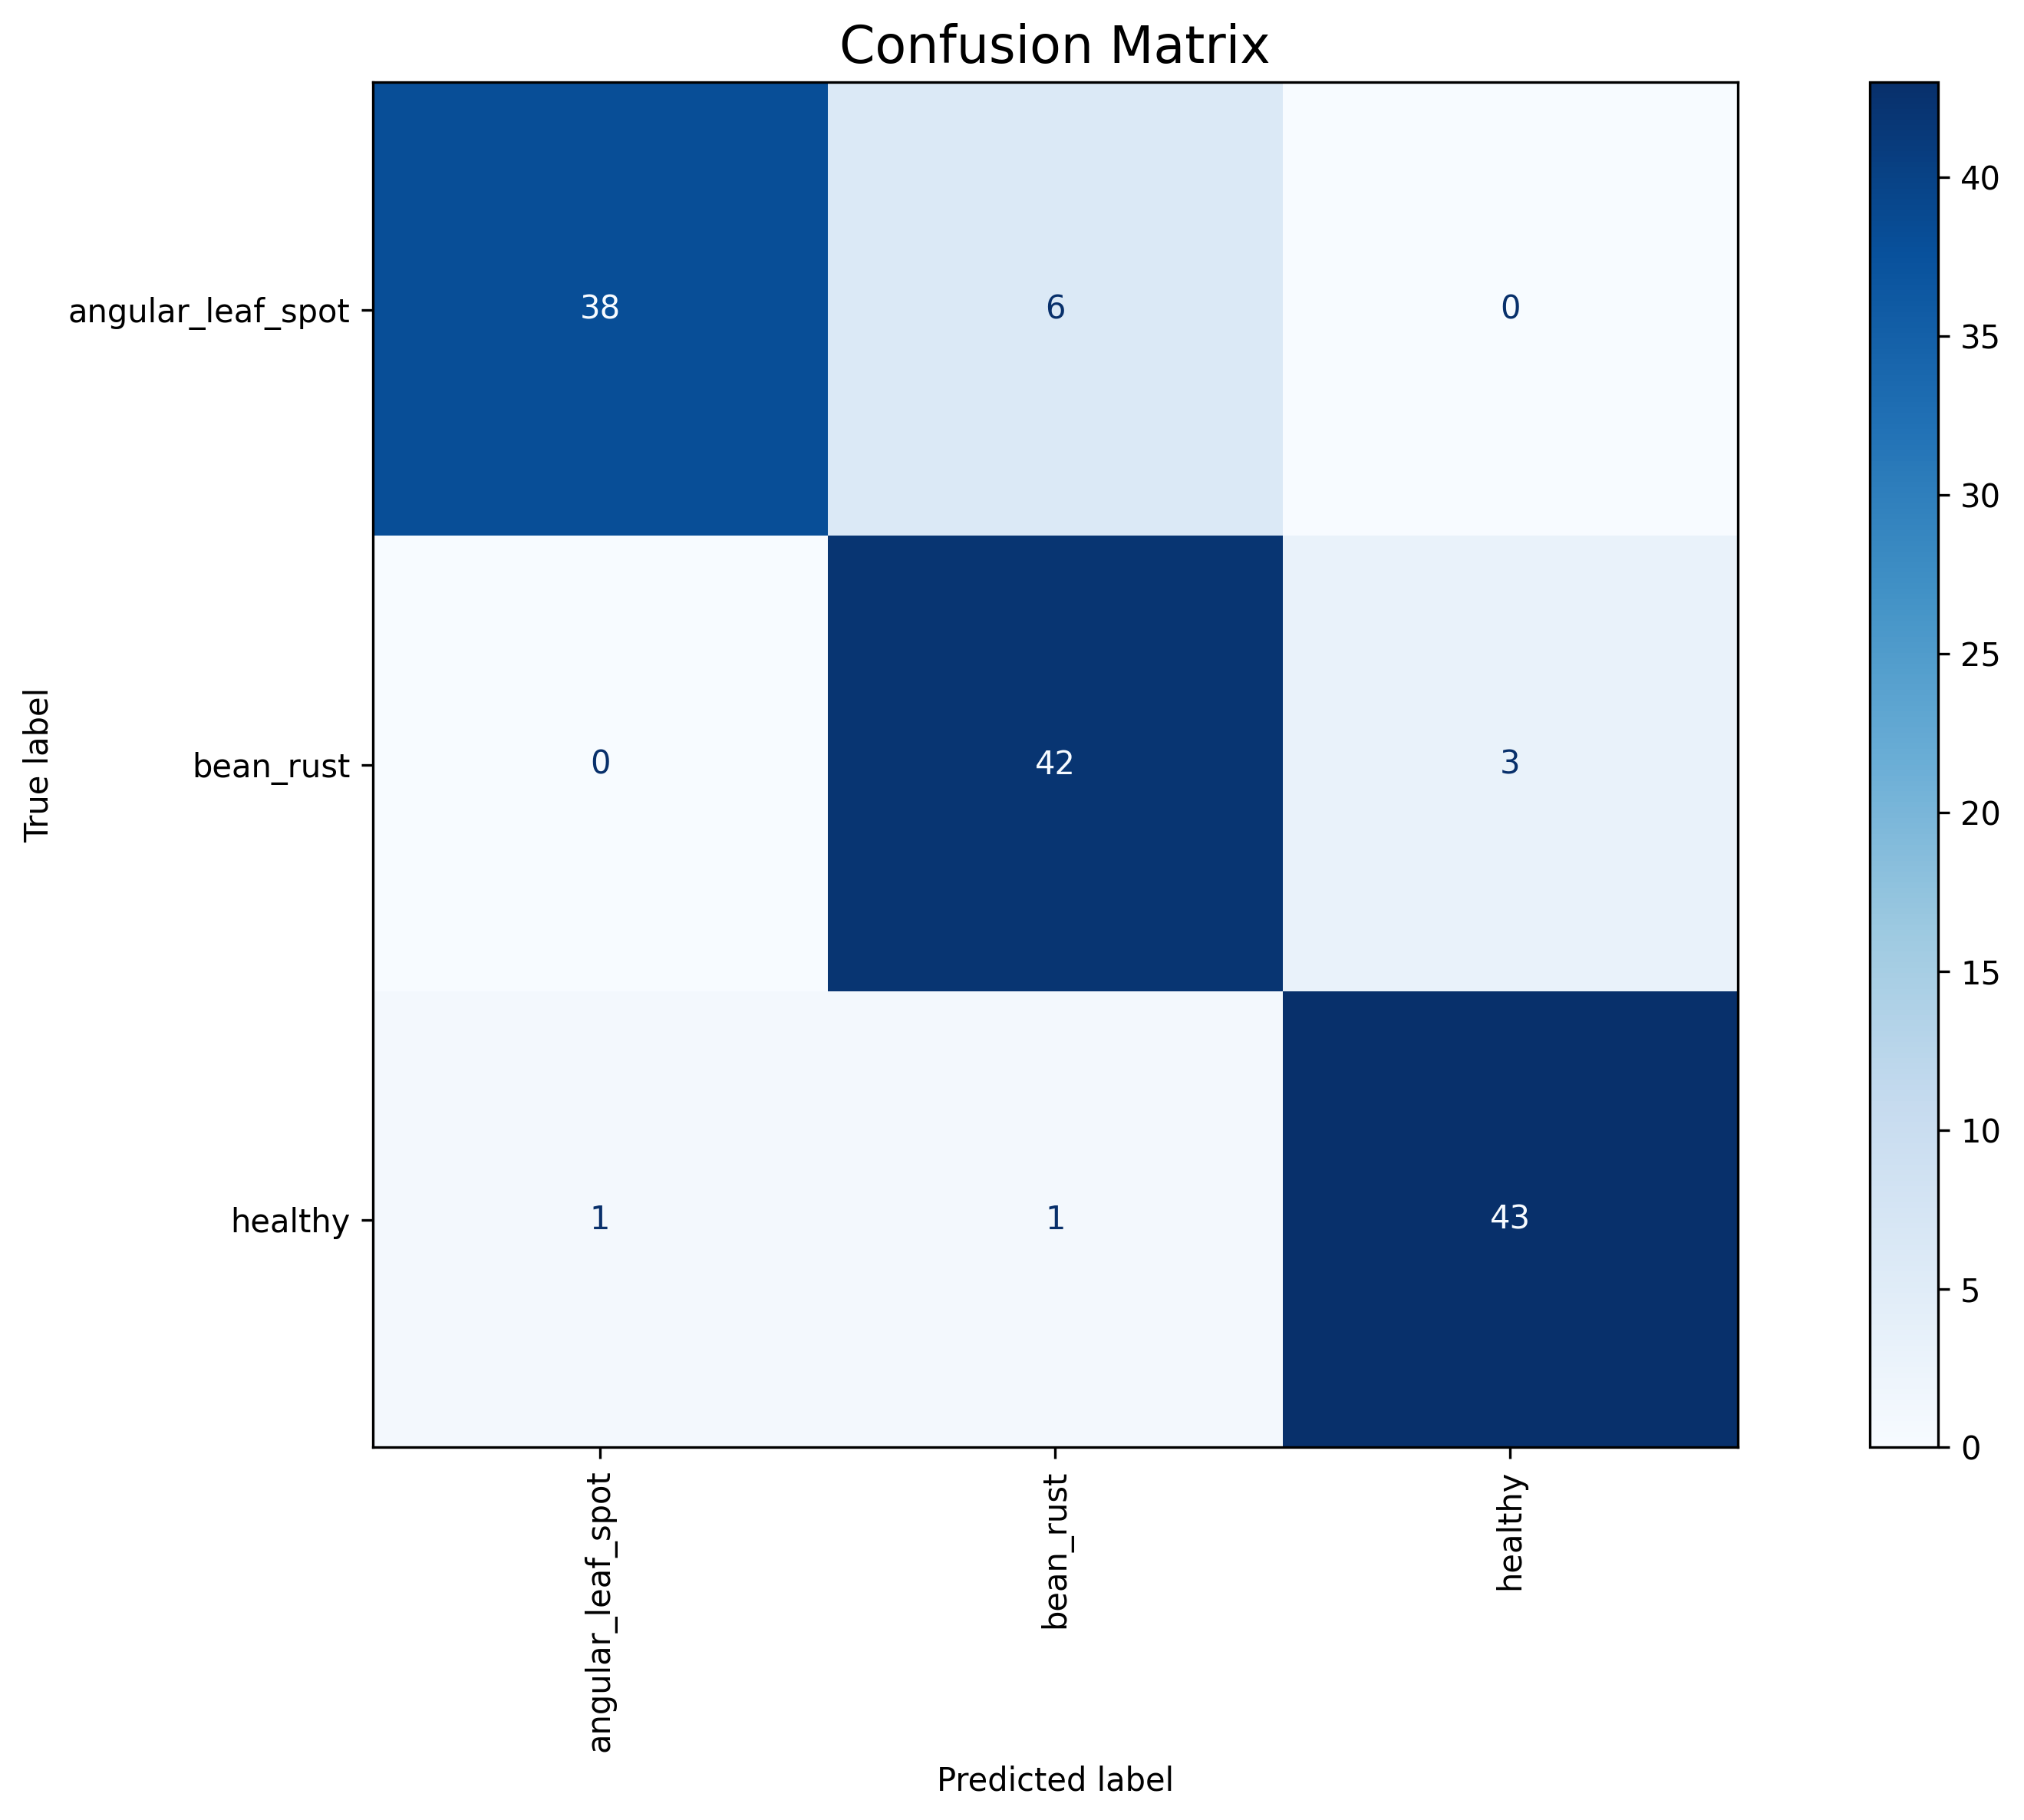 Confusion Matrix
angular_leaf_spot
38
6
0
bean_rust
0
42
3
healthy
1
1
43
True label
angular_leaf_spot
bean_rust
healthy
Predicted label
40
35
30
25
20
15
10
5
0